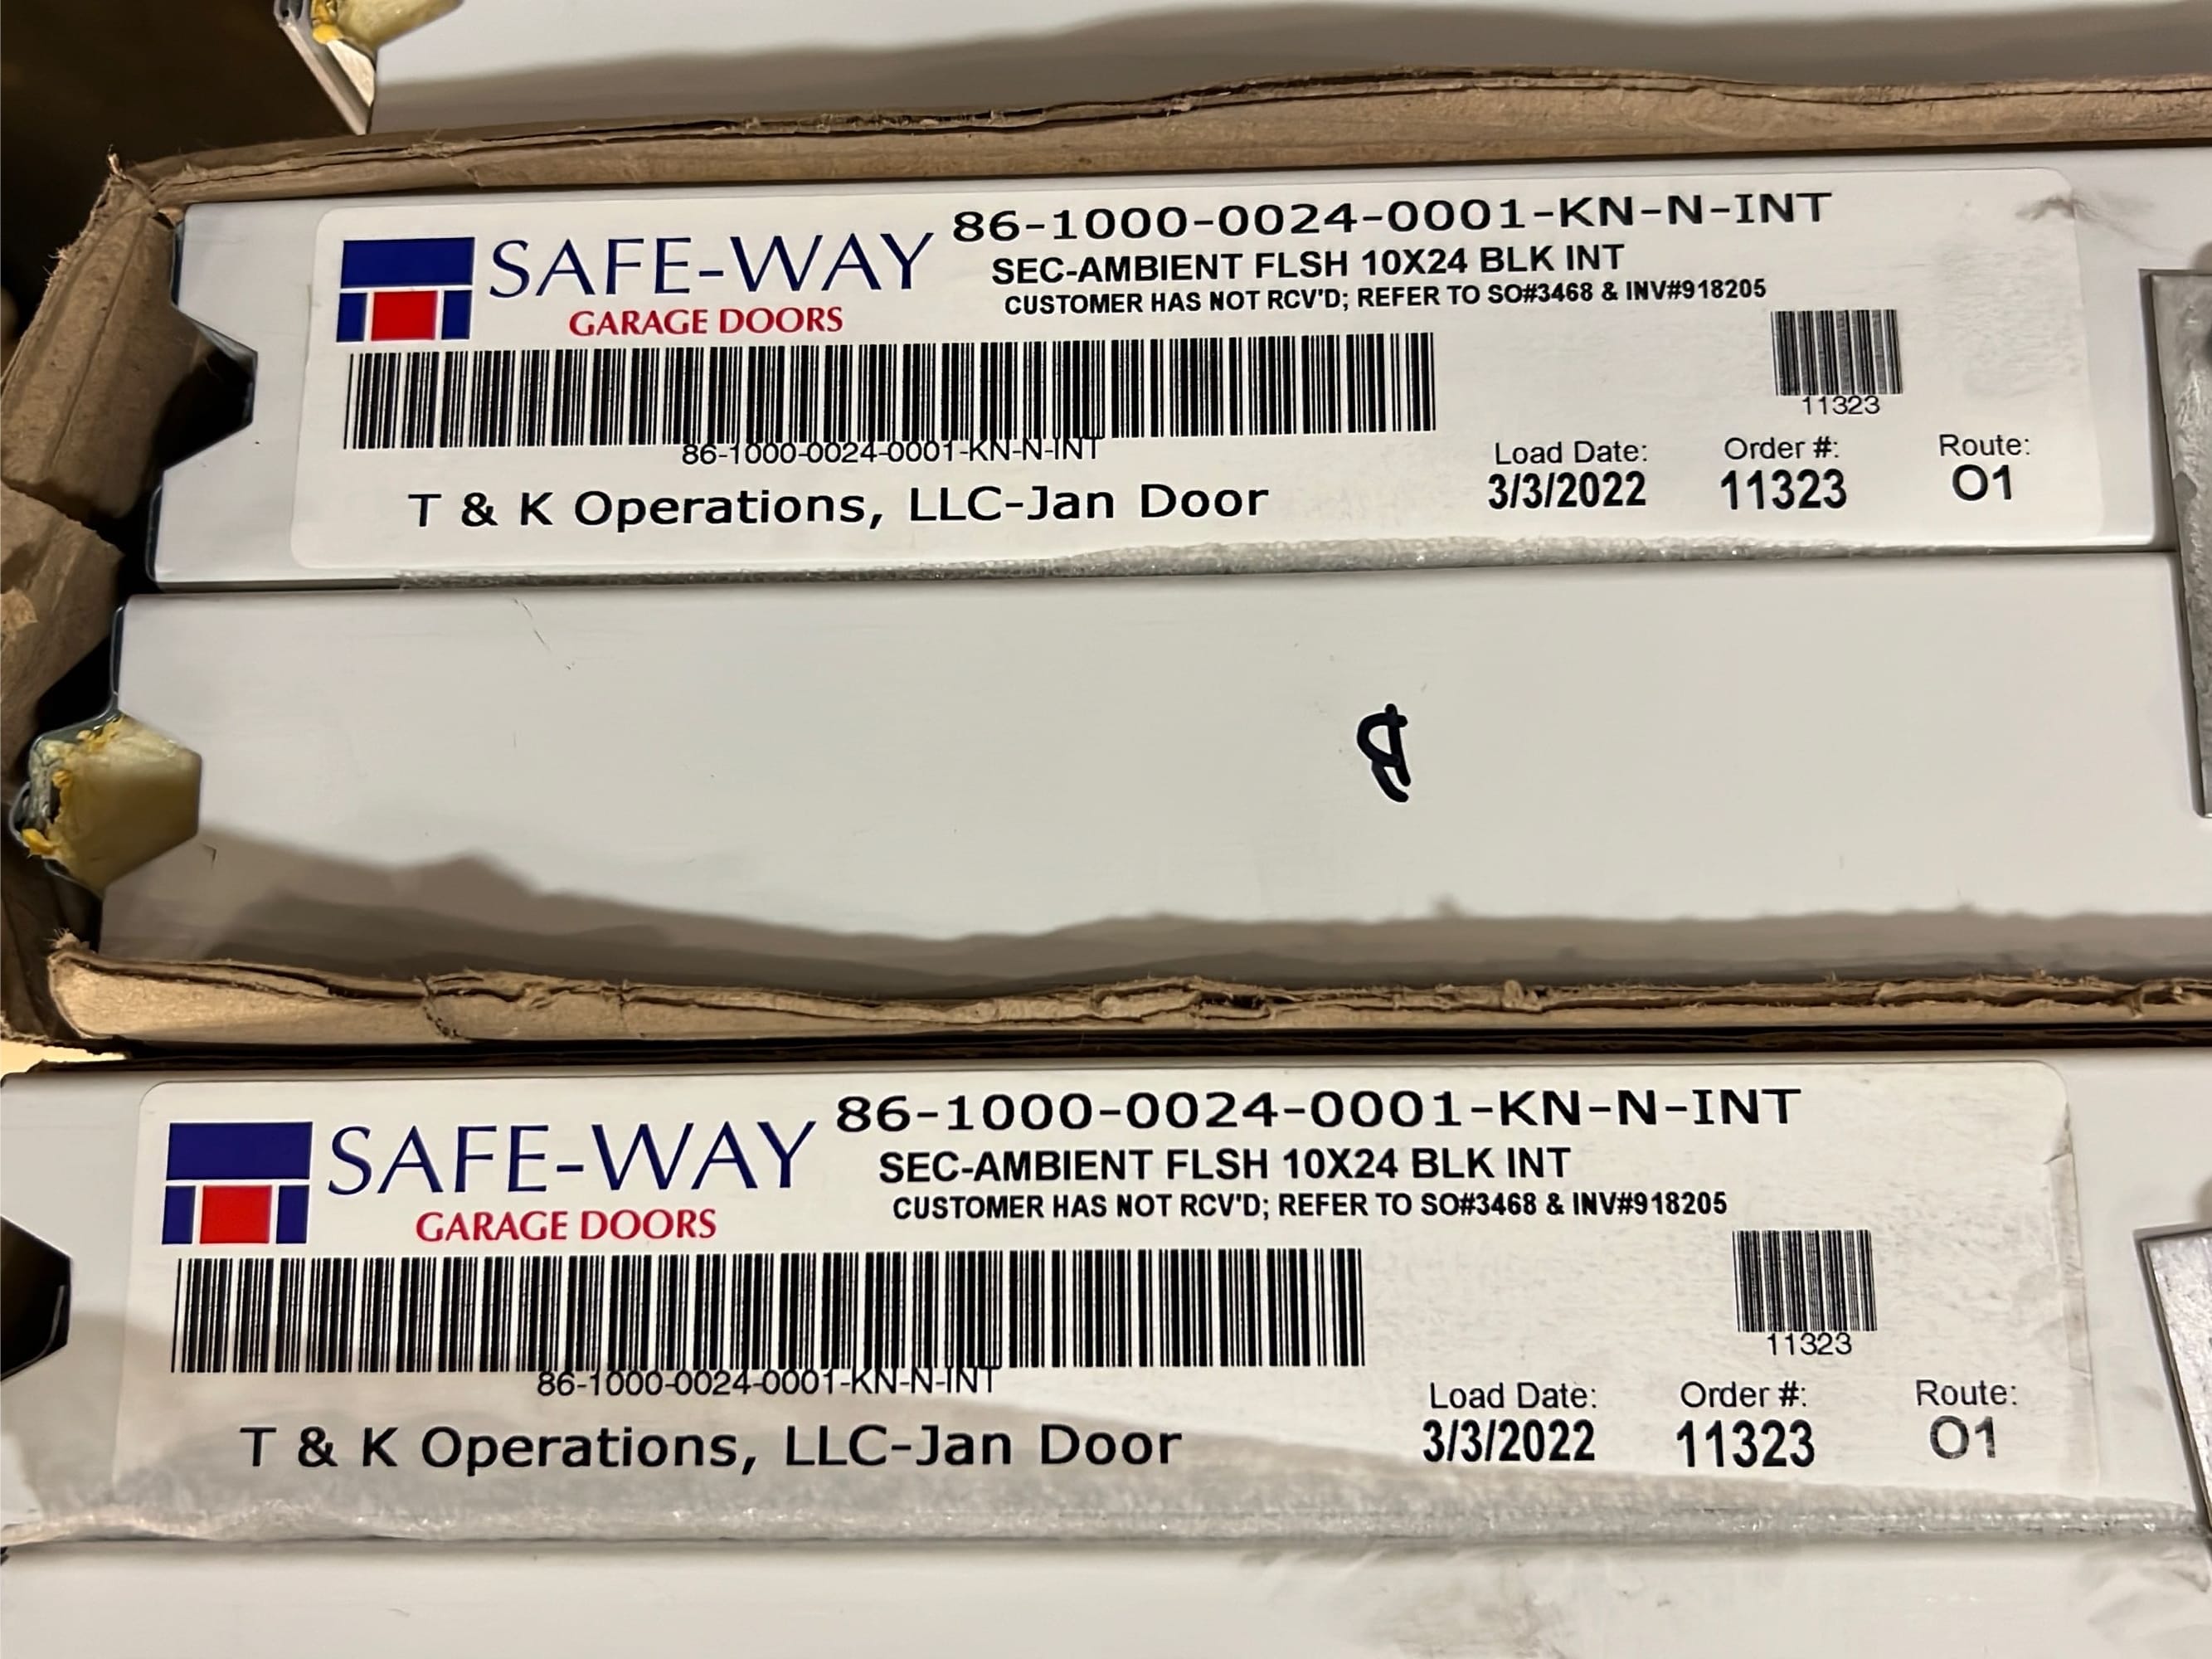 86-1000-0024-0001-KN-N-INT
SAFE-WAY
SEC-AMBIENT FLSH 10X24 BLK INT
CUSTOMER HAS NOT RCV'D; REFER TO SO#3468 & INV#918205
GARAGE DOORS
11323
86-1000-0024-0001-KN-N-INT
Load Date: Order #: Route:
T & K Operations, LLC-Jan Door 3/3/2022 11323 O1
86-1000-0024-0001-KN-N-INT
SAFE-WAY
SEC-AMBIENT FLSH 10X24 BLK INT
CUSTOMER HAS NOT RCV'D; REFER TO SO#3468 & INV#918205
GARAGE DOORS
11323
86-1000-0024-0001-KN-N-INT
Load Date: Order #: Route:
T & K Operations, LLC-Jan Door 3/3/2022 11323 O1